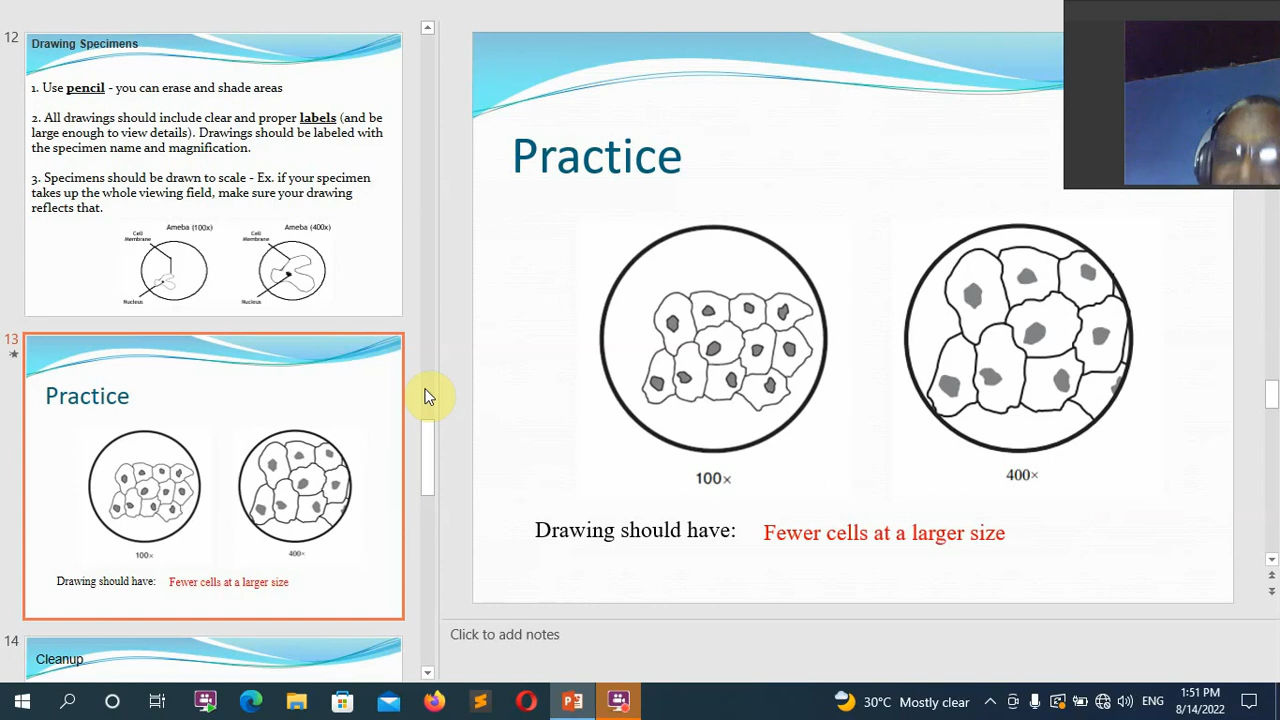 12
Drawing Specimens
1. Use pencil - you can erase and shade areas
2. All drawings should include clear and proper labels (and be
large enough to view details). Drawings should be labeled with
the specimen name and magnification.
3. Specimens should be drawn to scale - Ex. if your specimen
takes up the whole viewing field, make sure your drawing
reflects that.
Ameba (100x)
Cell
Membrane
Nucleus
Ameba (400x)
Cell
Membrane
Nucleus
13
Practice
100×
400×
Drawing should have: Fewer cells at a larger size
14
Cleanup
Practice
100×
400×
Drawing should have: Fewer cells at a larger size
Click to add notes
30°C Mostly clear
ENG
1:51 PM
8/14/2022